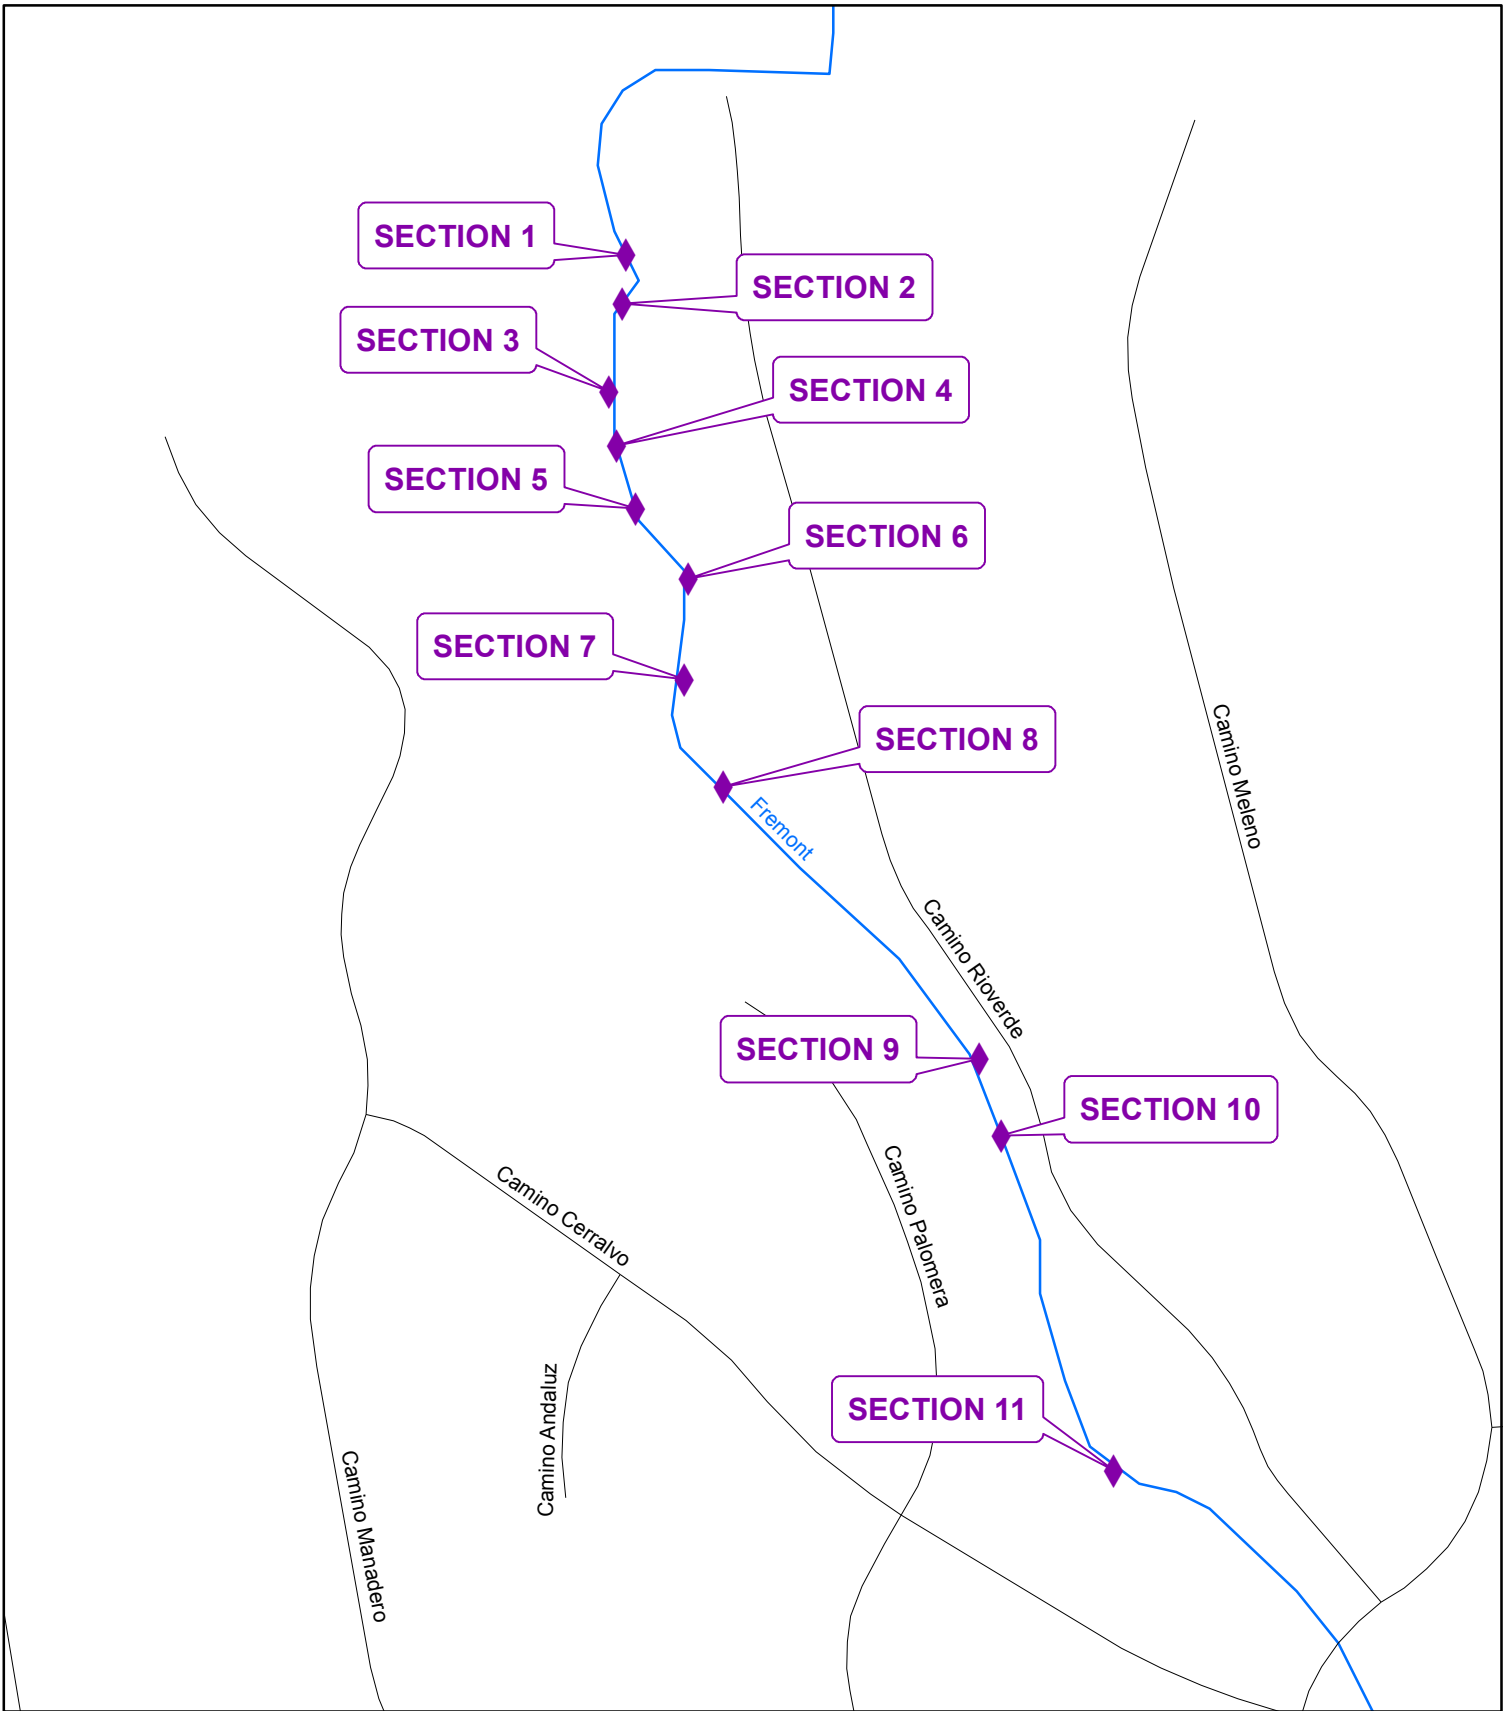 SECTION 1
SECTION 2
SECTION 3
SECTION 4
SECTION 5
SECTION 6
SECTION 7
Camino Meleno
SECTION 8
Fremont
Camino Rioverde
SECTION 9
SECTION 10
Camino Palomera
Camino Cerralvo
Camino Andaluz
SECTION 11
Camino Manadero